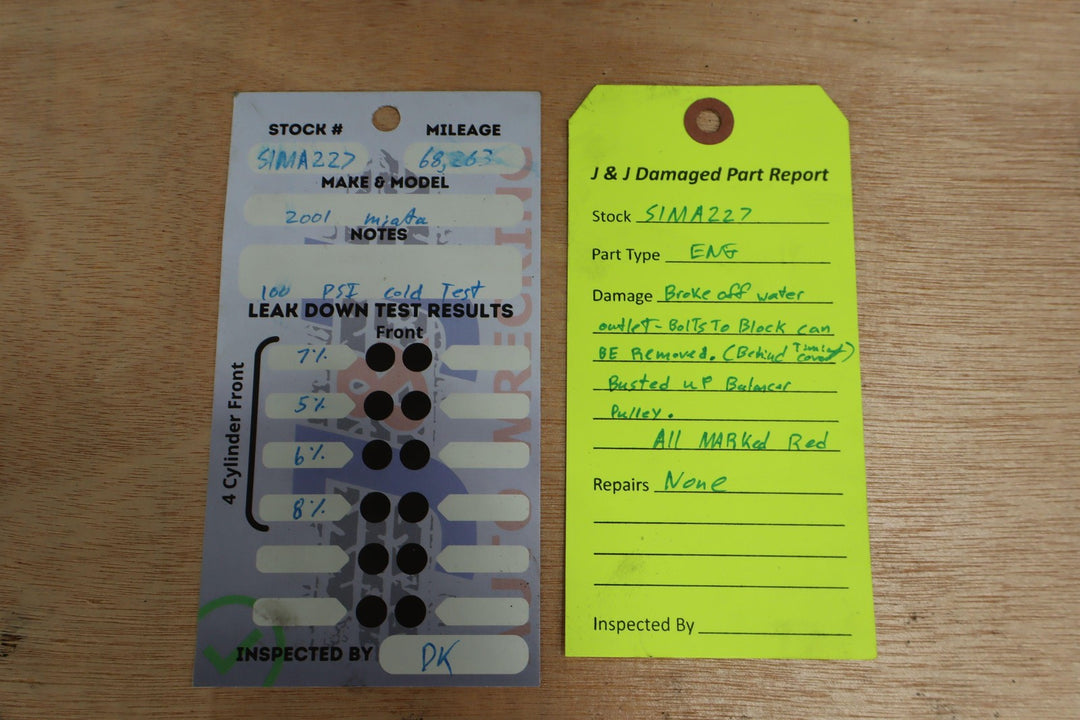 STOCK # MILEAGE
SIMA227 68,263
MAKE & MODEL
2001 miata
NOTES
100 PSI cold Test
LEAK DOWN TEST RESULTS
Front
4 Cylinder Front
7%
5%
6%
8%
INSPECTED BY DK
AUTO WRECKING
J & J Damaged Part Report
Stock SIMA227
Part Type ENG
Damage Broke off water
outlet-Bolts To Block can
BE Removed. (Behind Timing cover)
Busted up Balancer
Pulley.
All MARKed Red
Repairs None
Inspected By